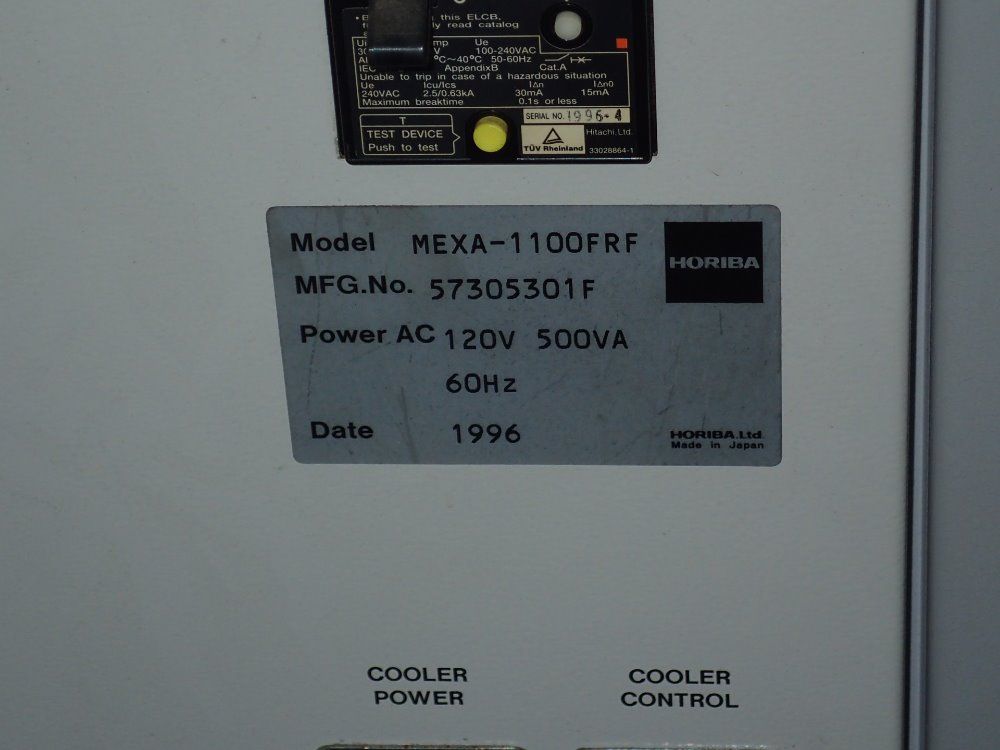 this ELCB,
read catalog
Ue
100-240VAC
°C~40°C 50-60Hz
AppendixB Cat.A
Unable to trip in case of a hazardous situation
Ue Icu/Ics IΔn IΔn0
240VAC 2.5/0.63kA 30mA 15mA
Maximum breaktime 0.1s or less
SERIAL NO. 1996-4
T
TEST DEVICE
Push to test
TÜV Rheinland
Hitachi,Ltd.
33028864-1
Model MEXA-1100FRF
HORIBA
MFG.No. 57305301F
Power AC 120V 500VA
60Hz
Date 1996
HORIBA.Ltd.
Made in Japan
COOLER
POWER
COOLER
CONTROL